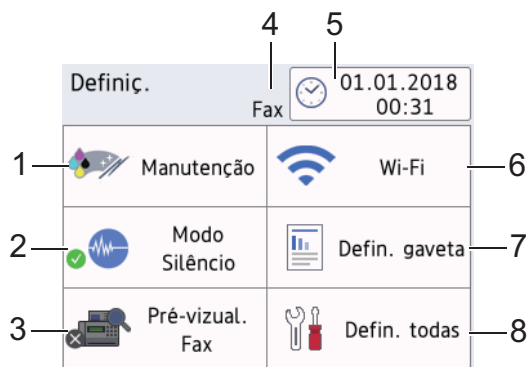 4 5
Definiç.
Fax
01.01.2018
00:31
1 Manutenção
Wi-Fi 6
2 Modo
Silêncio
Defin. gaveta 7
3 Pré-vizual.
Fax
Defin. todas 8